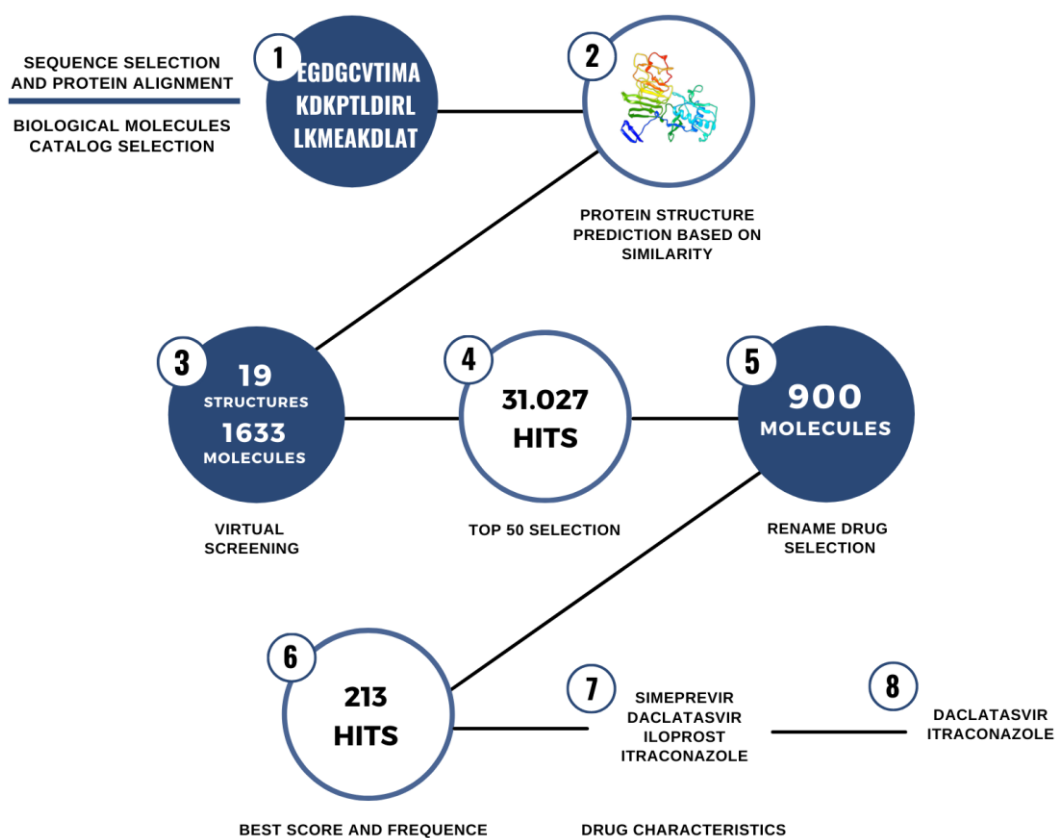 SEQUENCE SELECTION
AND PROTEIN ALIGNMENT
BIOLOGICAL MOLECULES
CATALOG SELECTION
1
EGDGCVTIMA
KDKPTLDIRL
LKMEAKDLAT
2
PROTEIN STRUCTURE
PREDICTION BASED ON
SIMILARITY
3
19
STRUCTURES
1633
MOLECULES
VIRTUAL
SCREENING
4
31.027
HITS
TOP 50 SELECTION
5
900
MOLECULES
RENAME DRUG
SELECTION
6
213
HITS
BEST SCORE AND FREQUENCE
7
SIMEPREVIR
DACLATASVIR
ILOPROST
ITRACONAZOLE
DRUG CHARACTERISTICS
8
DACLATASVIR
ITRACONAZOLE